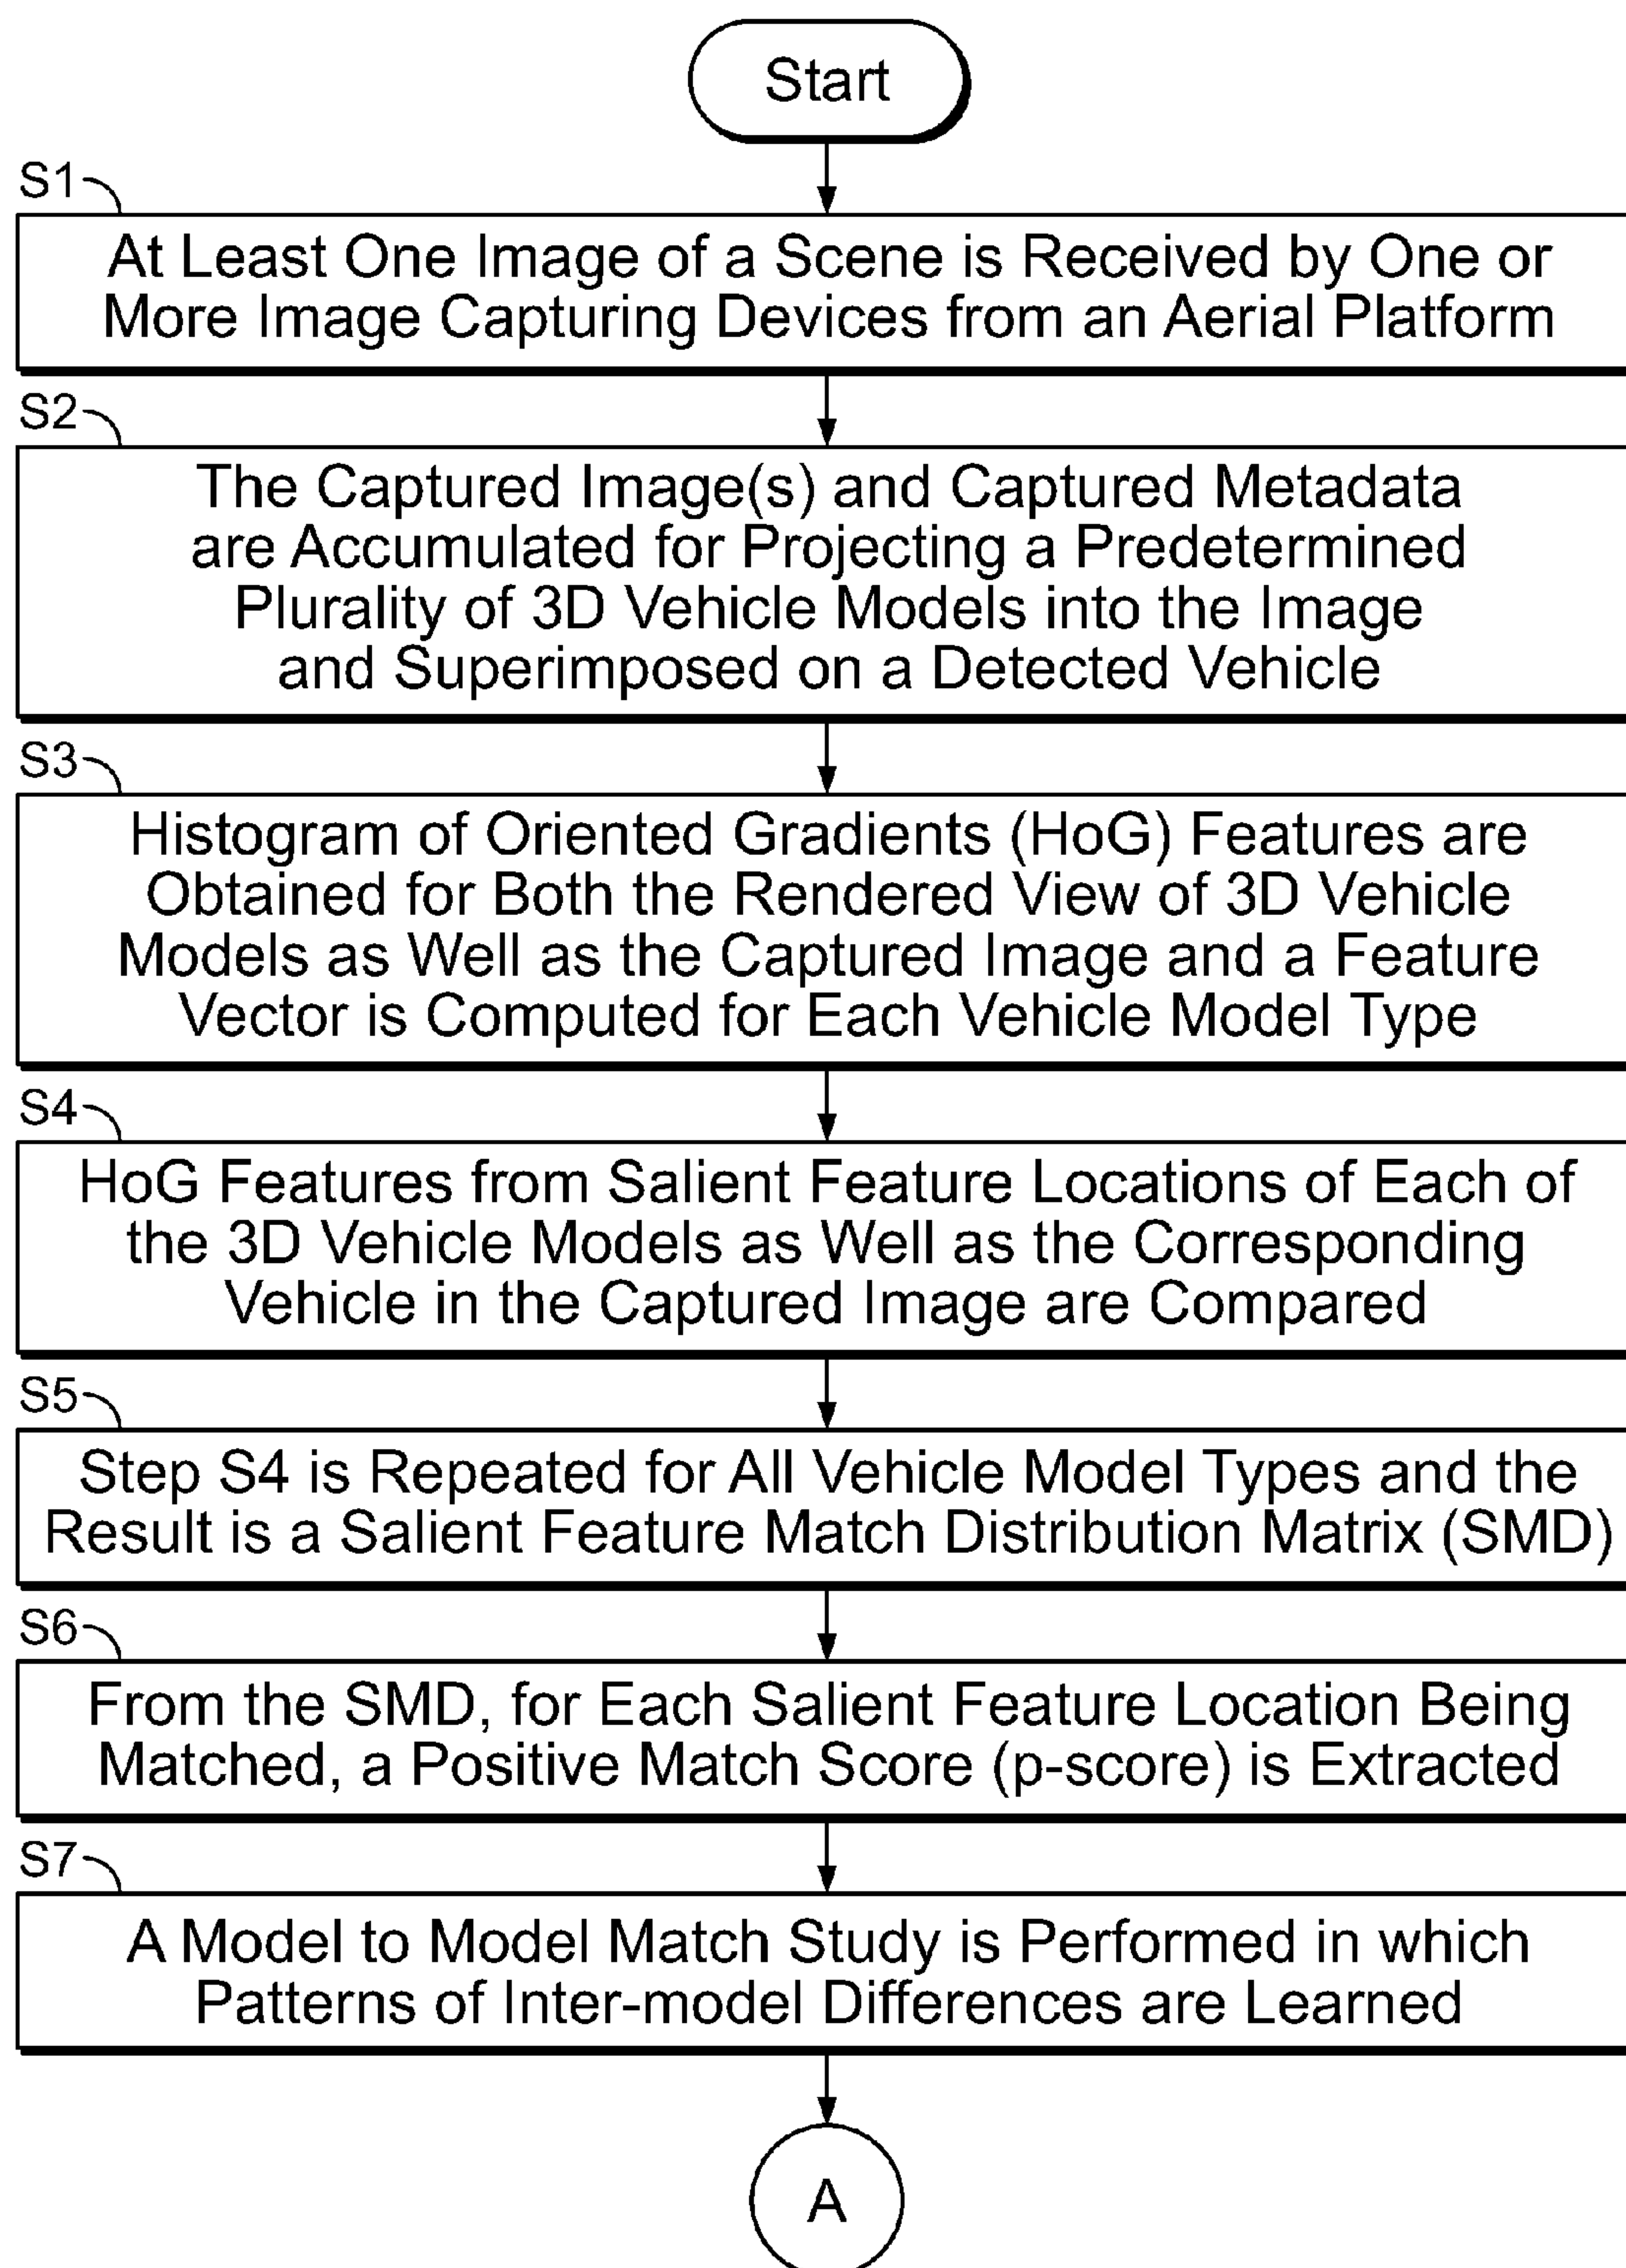 Start
S1
At Least One Image of a Scene is Received by One or
More Image Capturing Devices from an Aerial Platform
S2
The Captured Image(s) and Captured Metadata
are Accumulated for Projecting a Predetermined
Plurality of 3D Vehicle Models into the Image
and Superimposed on a Detected Vehicle
S3
Histogram of Oriented Gradients (HoG) Features are
Obtained for Both the Rendered View of 3D Vehicle
Models as Well as the Captured Image and a Feature
Vector is Computed for Each Vehicle Model Type
S4
HoG Features from Salient Feature Locations of Each of
the 3D Vehicle Models as Well as the Corresponding
Vehicle in the Captured Image are Compared
S5
Step S4 is Repeated for All Vehicle Model Types and the
Result is a Salient Feature Match Distribution Matrix (SMD)
S6
From the SMD, for Each Salient Feature Location Being
Matched, a Positive Match Score (p-score) is Extracted
S7
A Model to Model Match Study is Performed in which
Patterns of Inter-model Differences are Learned
A